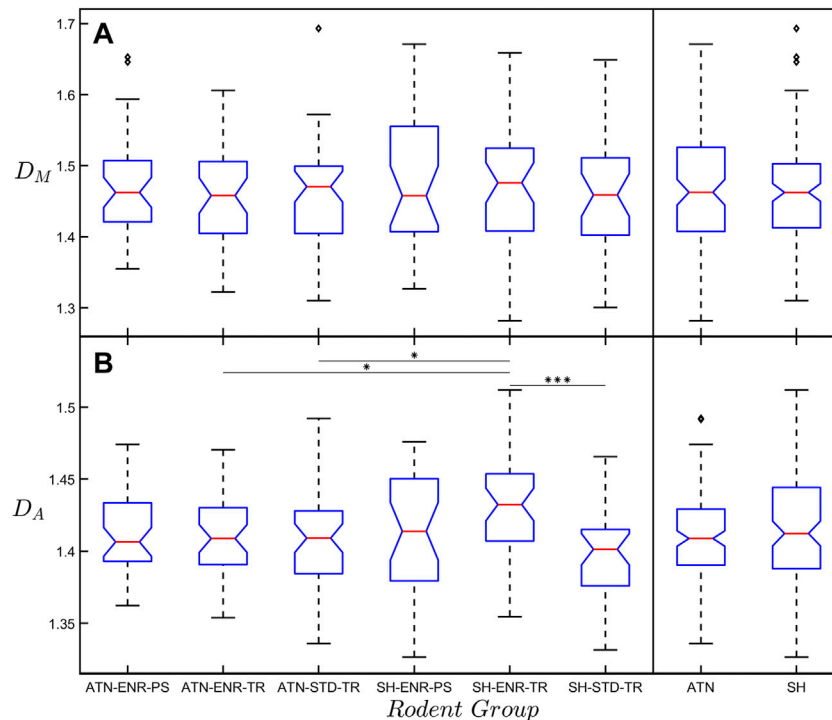 A
1.7
1.6
D_M 1.5
1.4
1.3
B
*
*
***
1.5
1.45
D_A
1.4
1.35
ATN-ENR-PS ATN-ENR-TR ATN-STD-TR SH-ENR-PS SH-ENR-TR SH-STD-TR ATN SH
Rodent Group